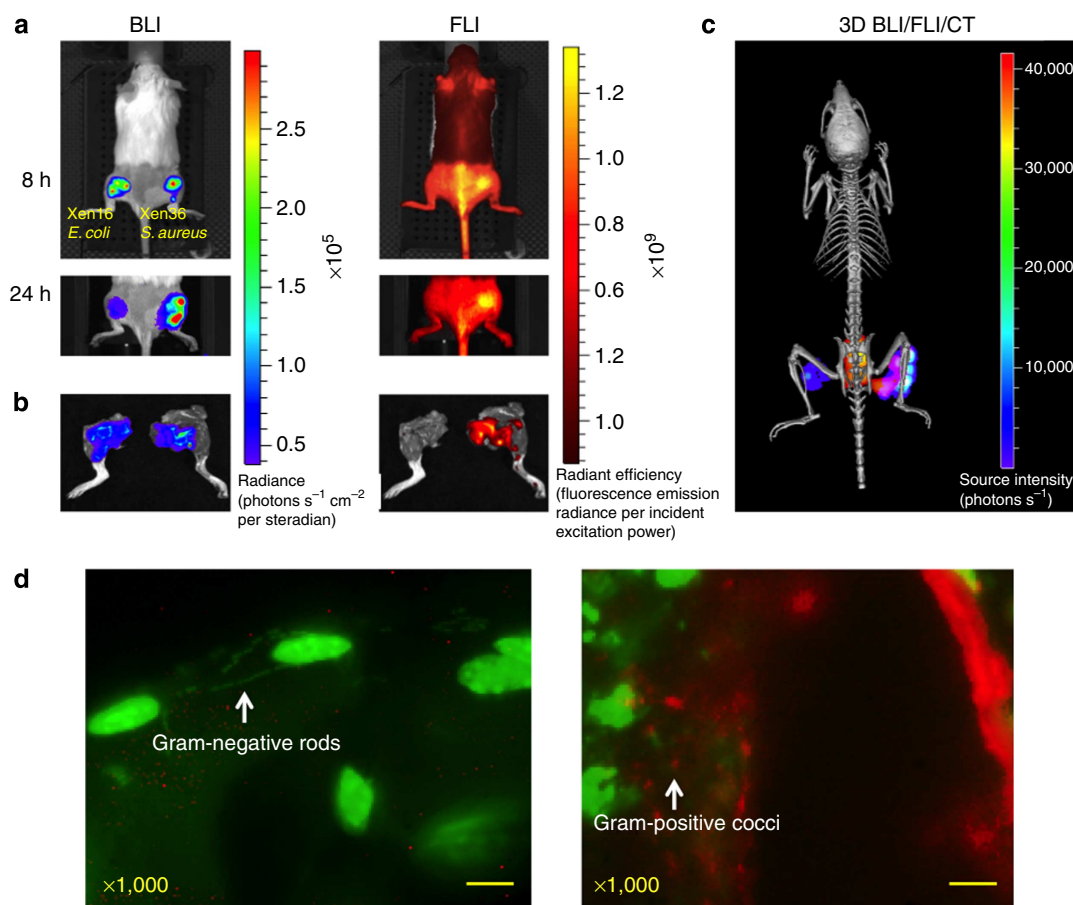 a
BLI
FLI
c
3D BLI/FLI/CT
8 h
Xen16
E. coli
Xen36
S. aureus
24 h
2.5
2.0
1.5
1.0
0.5
×10⁵
Radiance
(photons s⁻¹ cm⁻²
per steradian)
1.2
1.0
0.8
0.6
1.2
1.0
×10⁹
Radiant efficiency
(fluorescence emission
radiance per incident
excitation power)
40,000
30,000
20,000
10,000
Source intensity
(photons s⁻¹)
b
d
Gram-negative rods
×1,000
Gram-positive cocci
×1,000